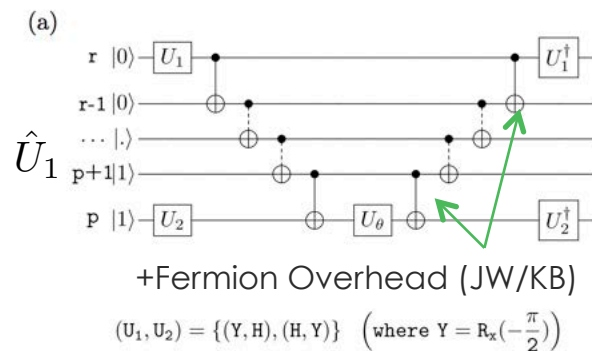 (a)
r |0⟩ U₁ U₁†
r-1 |0⟩
... |.⟩
Û₁
p+1 |1⟩
p |1⟩ U₂ U_θ U₂†
+Fermion Overhead (JW/KB)
(U₁, U₂) = {(Y, H), (H, Y)} (where Y = Rₓ(-π/2))